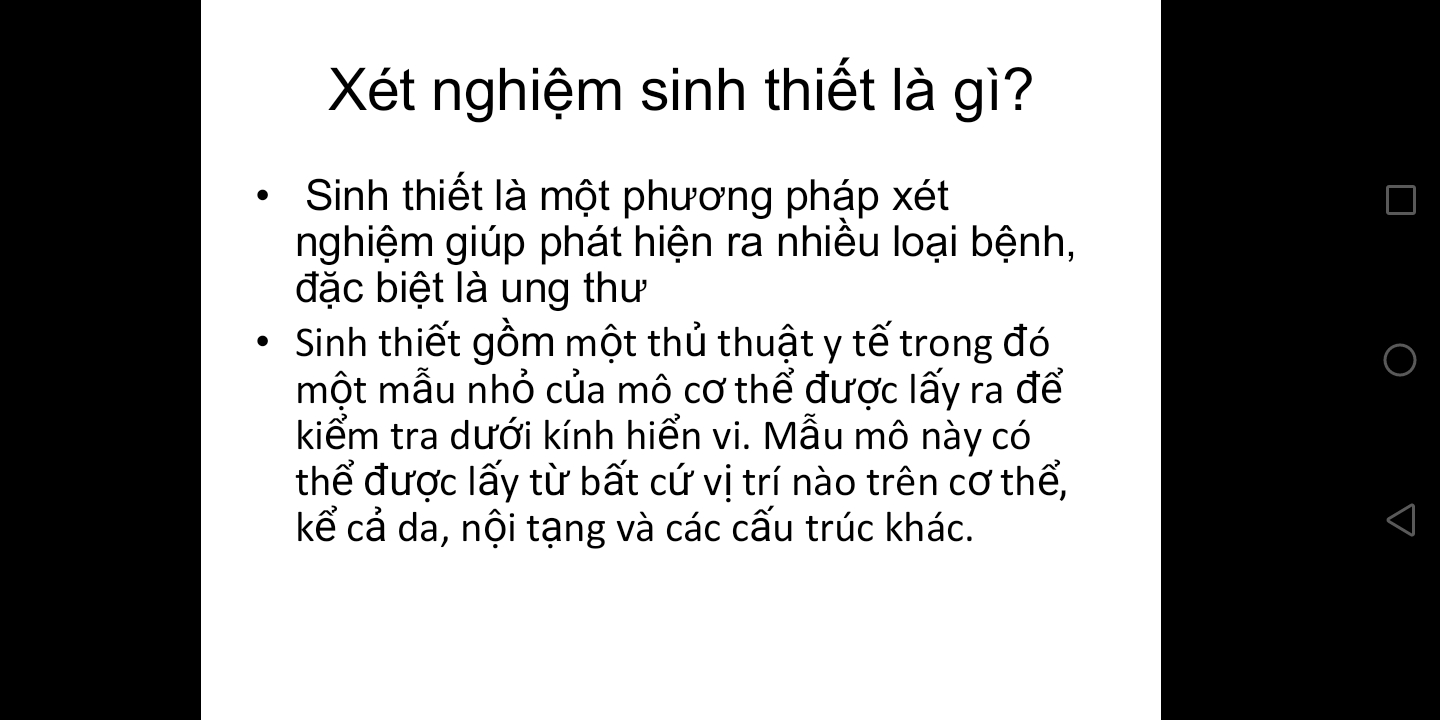 Xét nghiệm sinh thiết là gì?
• Sinh thiết là một phương pháp xét
nghiệm giúp phát hiện ra nhiều loại bệnh,
đặc biệt là ung thư
• Sinh thiết gồm một thủ thuật y tế trong đó
một mẫu nhỏ của mô cơ thể được lấy ra để
kiểm tra dưới kính hiển vi. Mẫu mô này có
thể được lấy từ bất cứ vị trí nào trên cơ thể,
kể cả da, nội tạng và các cấu trúc khác.